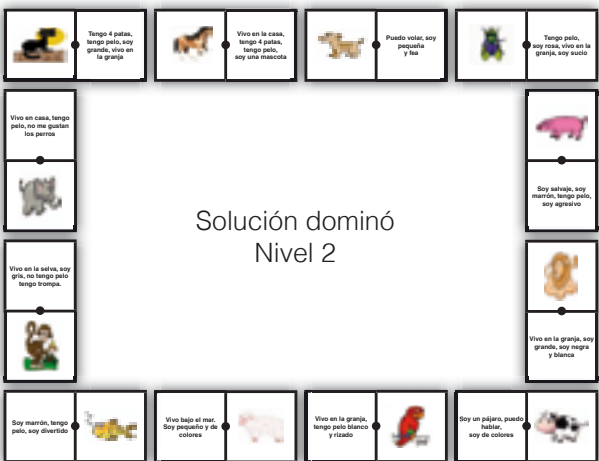 Tengo 4 patas,
tengo pelo, soy
grande, vivo en
la granja
Vivo en la casa,
tengo 4 patas,
tengo pelo,
soy una mascota
Puedo volar, soy
pequeña
y fea
Tengo pelo,
soy rosa, vivo en la
granja, soy sucio
Vivo en casa, tengo
pelo, no me gustan
los perros
Soy salvaje, soy
marrón, tengo pelo,
soy agresivo
Solución dominó
Nivel 2
Vivo en la selva, soy
gris, no tengo pelo
tengo trompa.
Vivo en la granja, soy
grande, soy negra
y blanca
Soy marrón, tengo
pelo, soy divertido
Vivo bajo el mar.
Soy pequeño y de
colores
Vivo en la granja,
tengo pelo blanco
y rizado
Soy un pájaro, puedo
hablar,
soy de colores